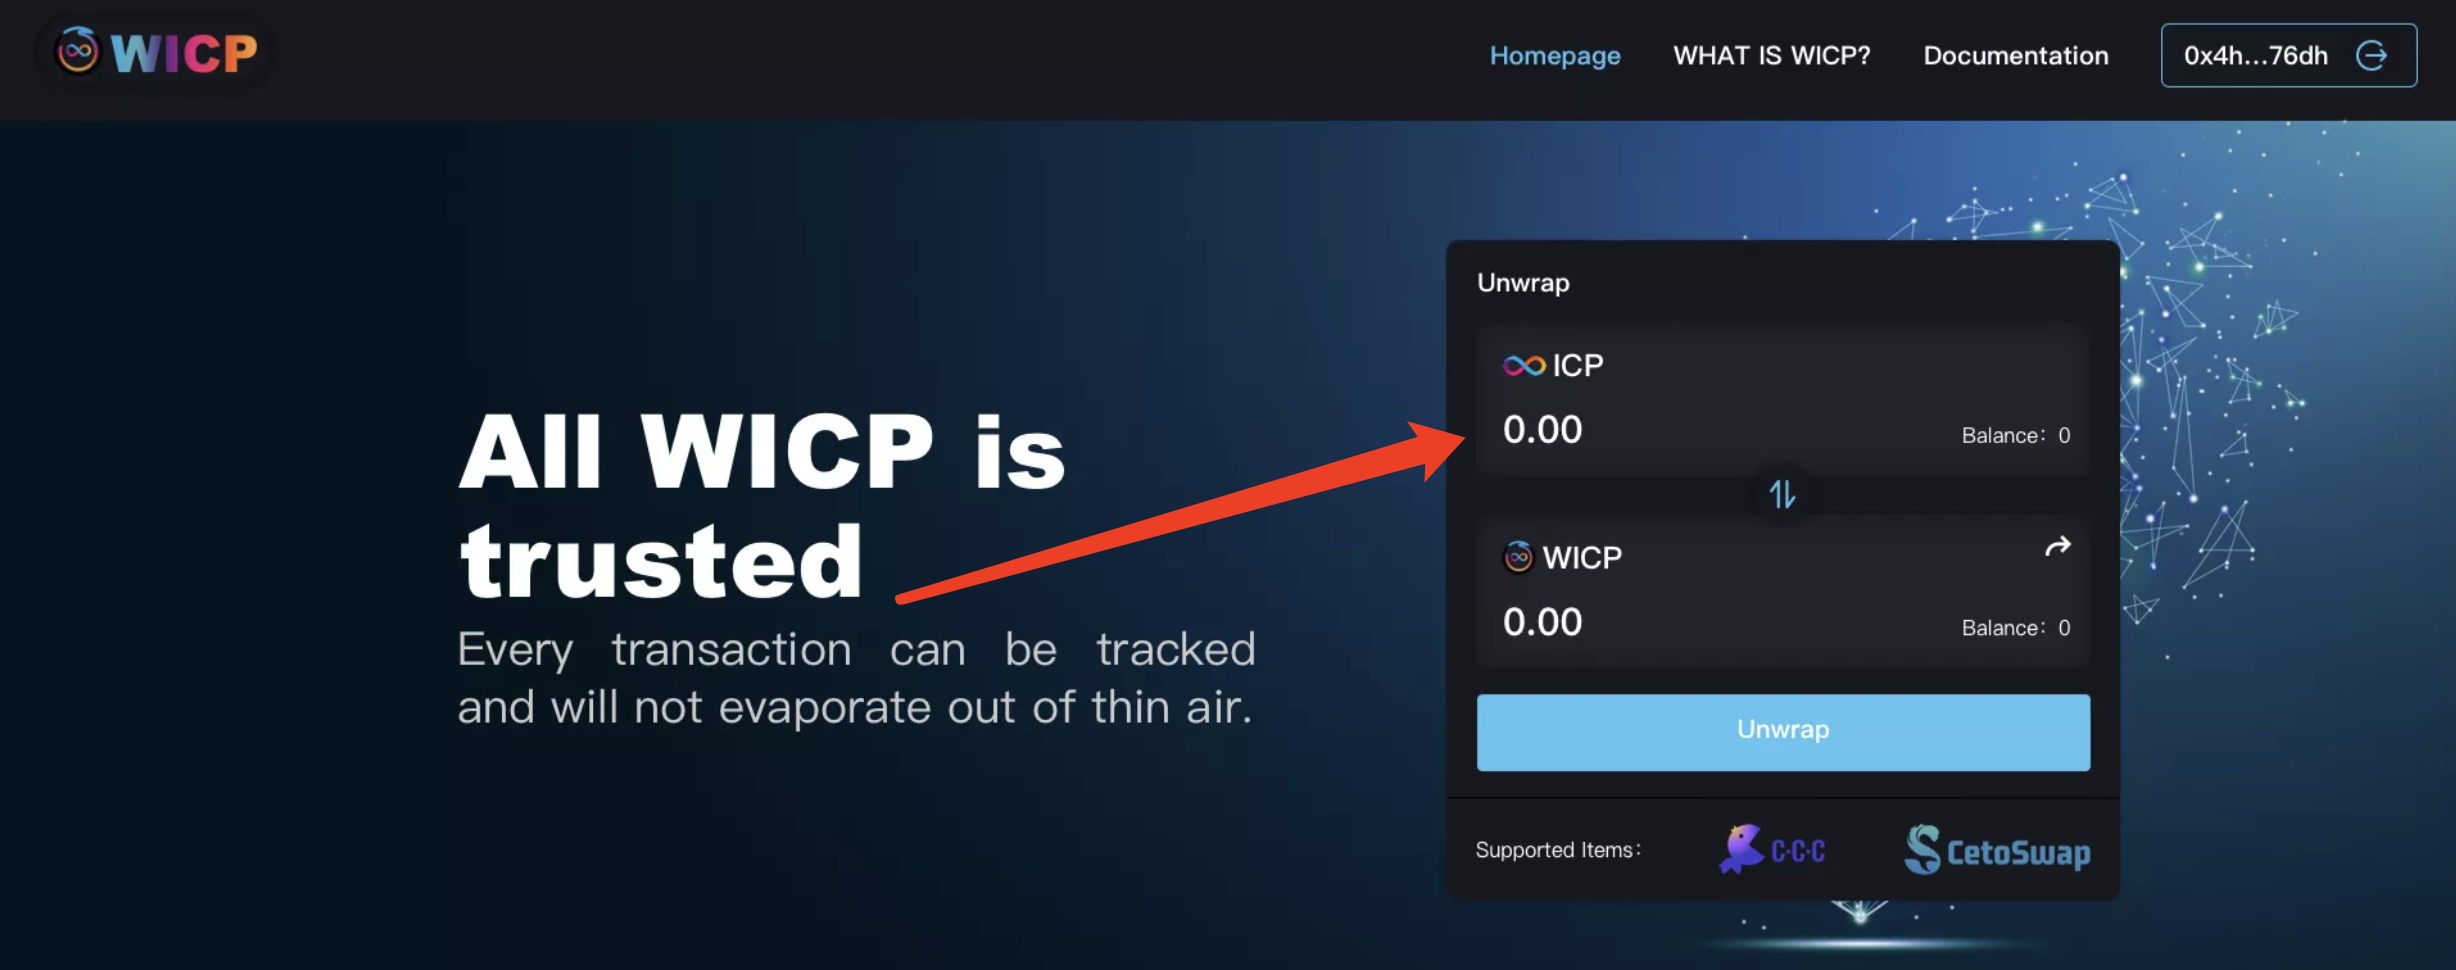 WICP
Homepage
WHAT IS WICP?
Documentation
0x4h...76dh
All WICP is
trusted
Every transaction can be tracked
and will not evaporate out of thin air.
Unwrap
ICP
0.00
Balance: 0
WICP
0.00
Balance: 0
Unwrap
Supported Items:
C·C·C
CetoSwap